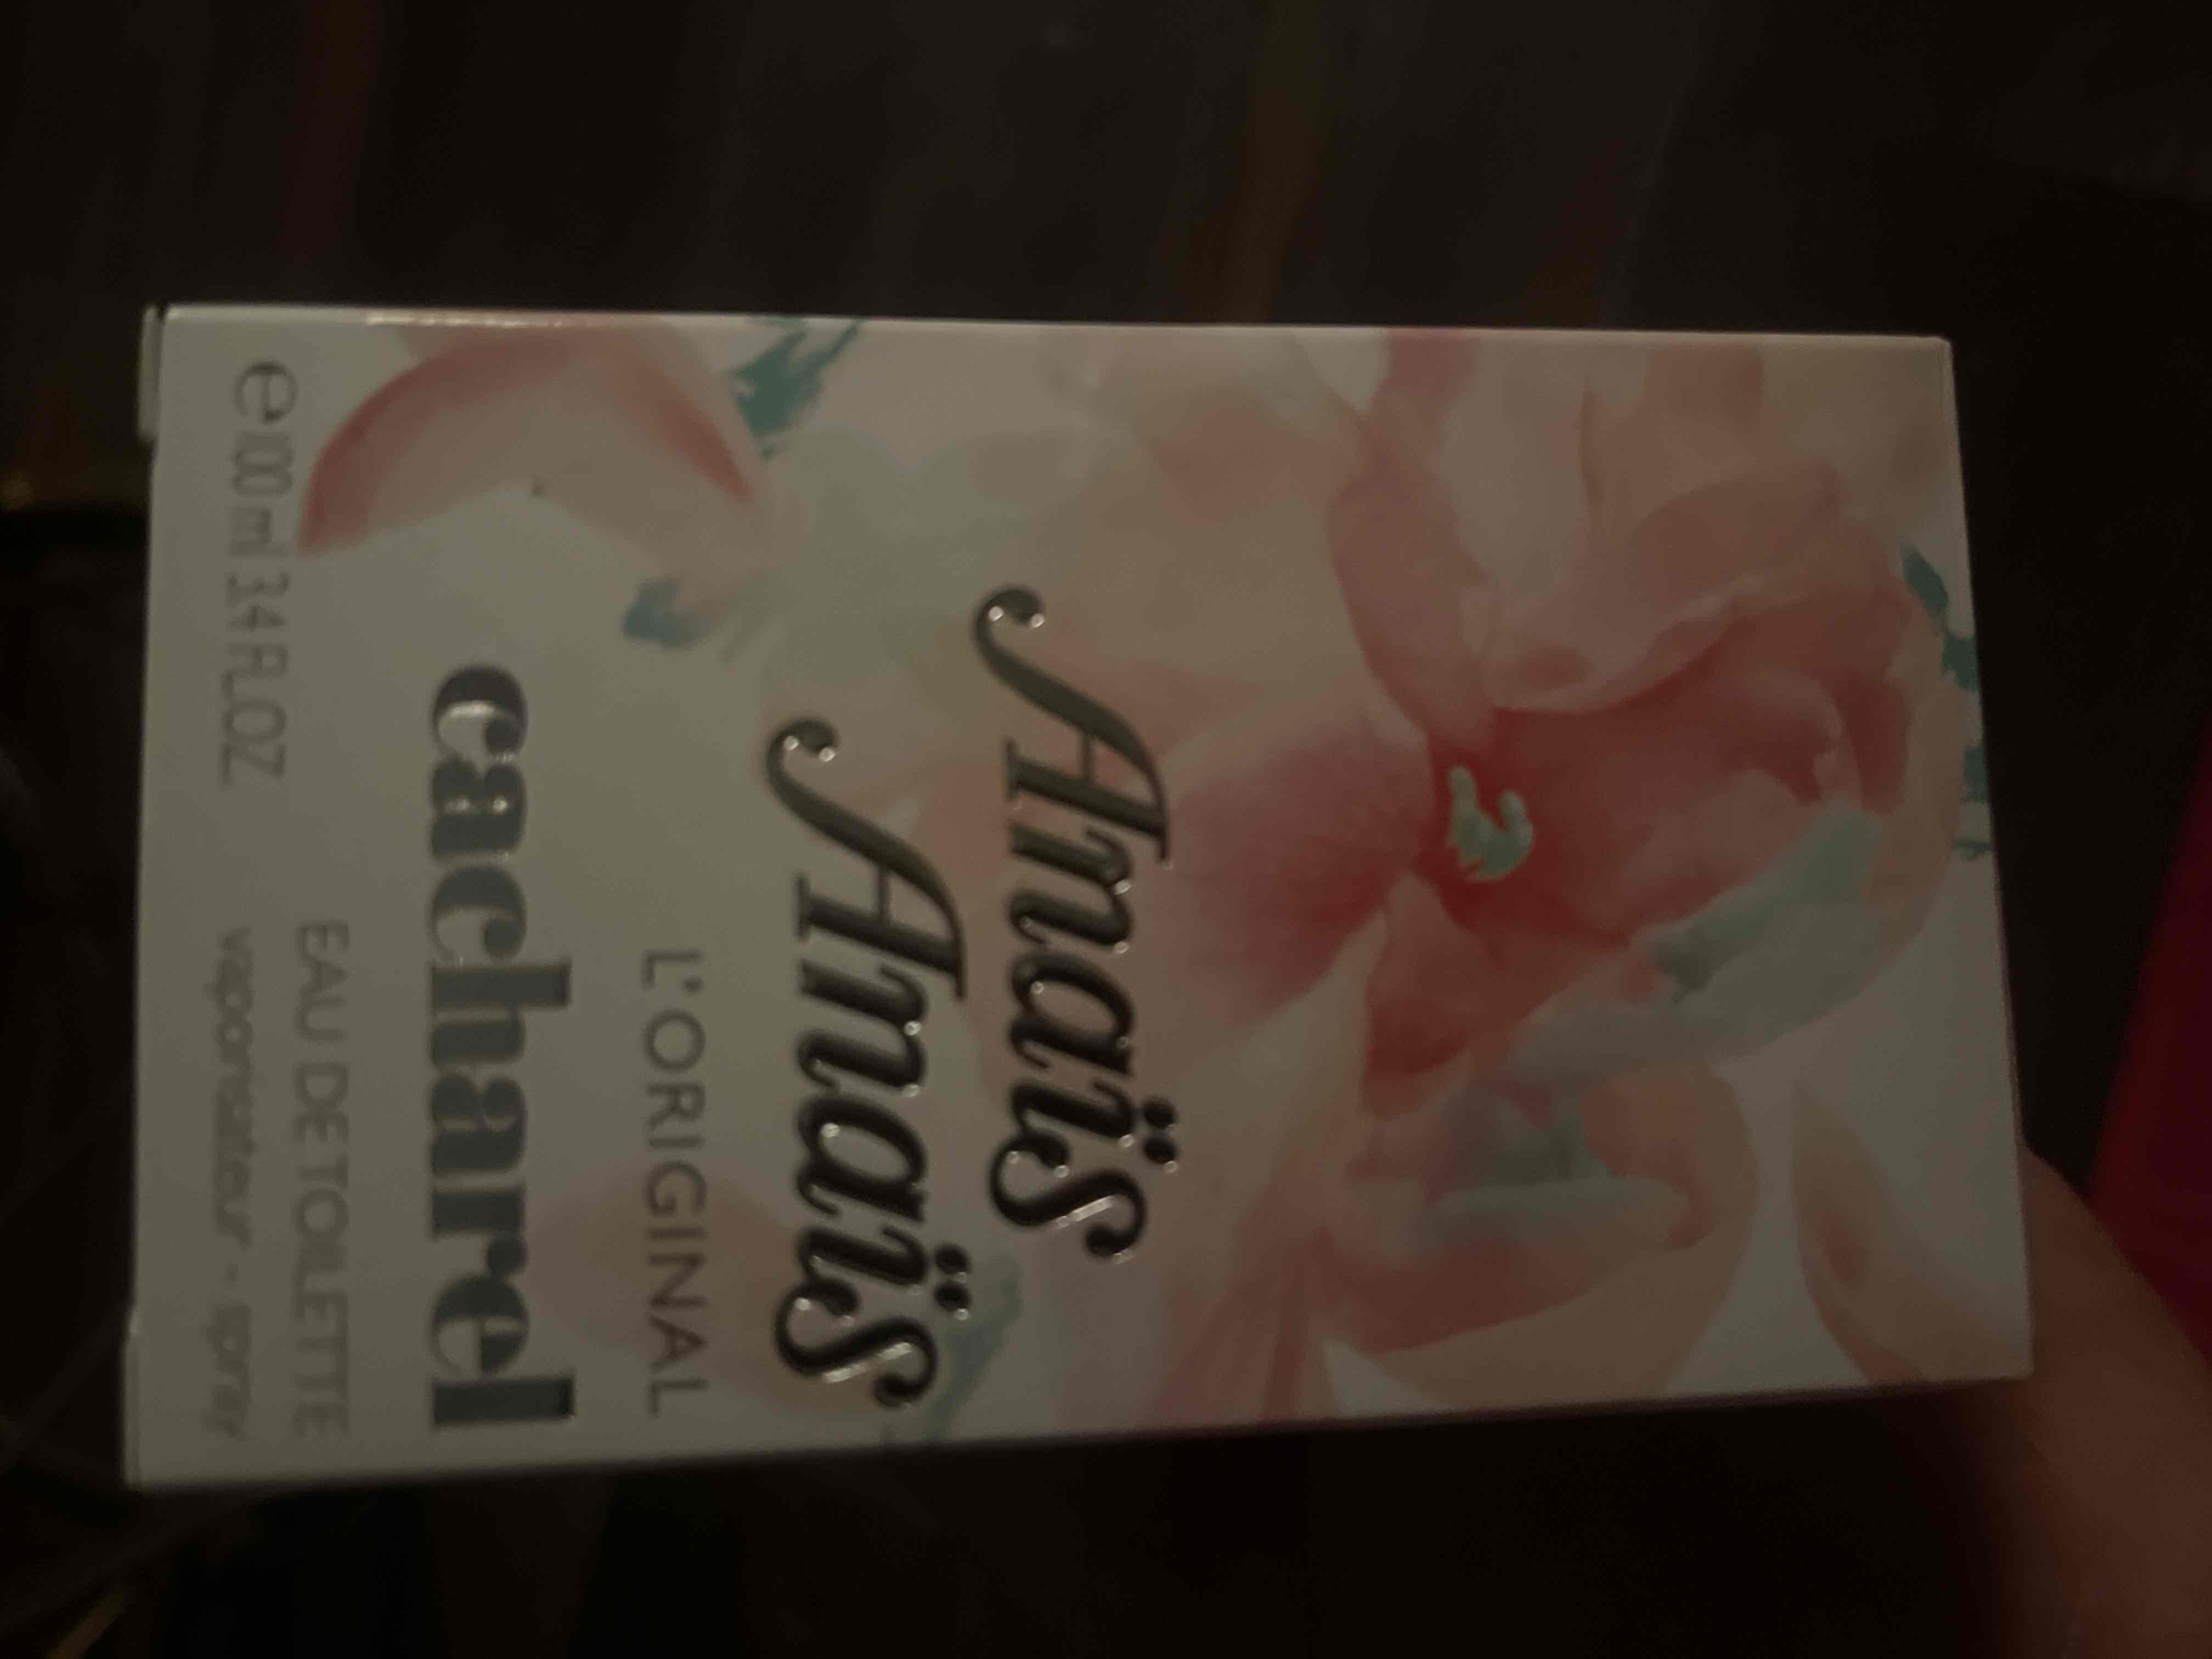 Anaïs
Anaïs
L'ORIGINAL
cacharel
EAU DE TOILETTE
e 100 ml 3.4 FL.OZ vaporisateur - spray